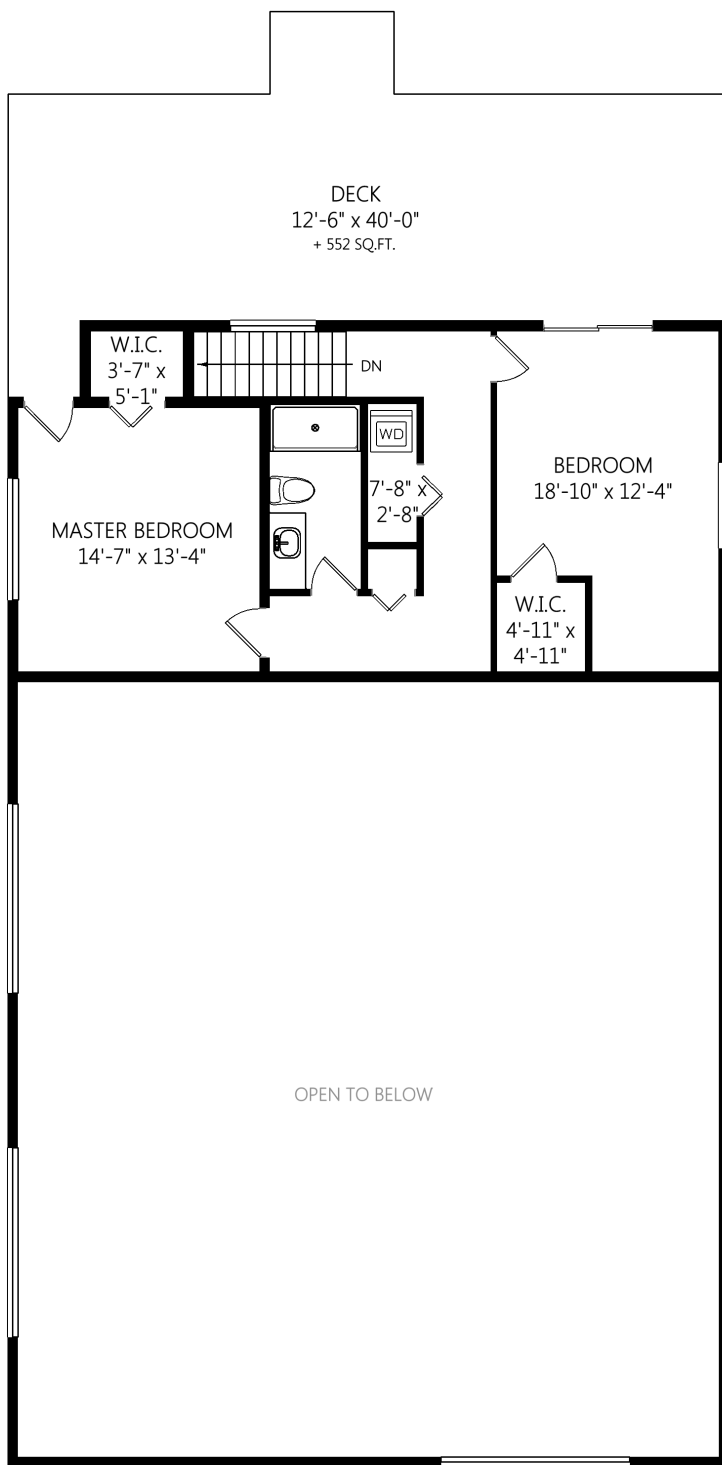 DECK
12'-6" x 40'-0"
+ 552 SQ.FT.
W.I.C.
3'-7" x
5'-1"
DN
WD
7'-8" x
2'-8"
BEDROOM
18'-10" x 12'-4"
MASTER BEDROOM
14'-7" x 13'-4"
W.I.C.
4'-11" x
4'-11"
OPEN TO BELOW